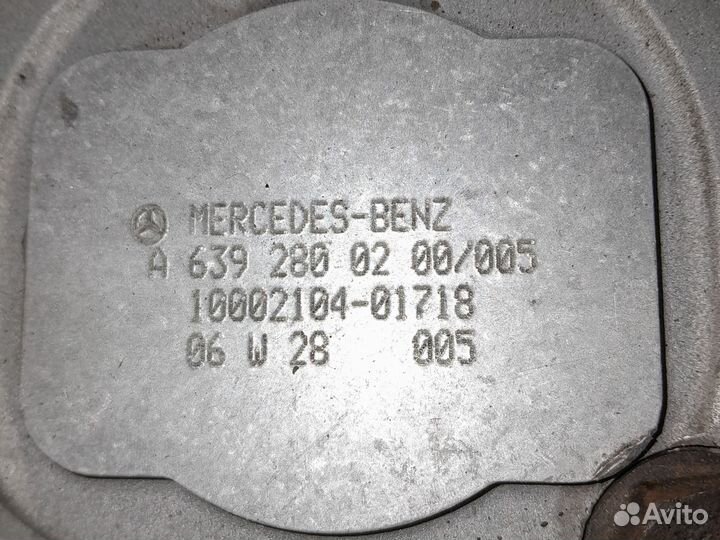 MERCEDES-BENZ
A 639 280 02 00/005
10002104-01718
06 W 28 005
Avito